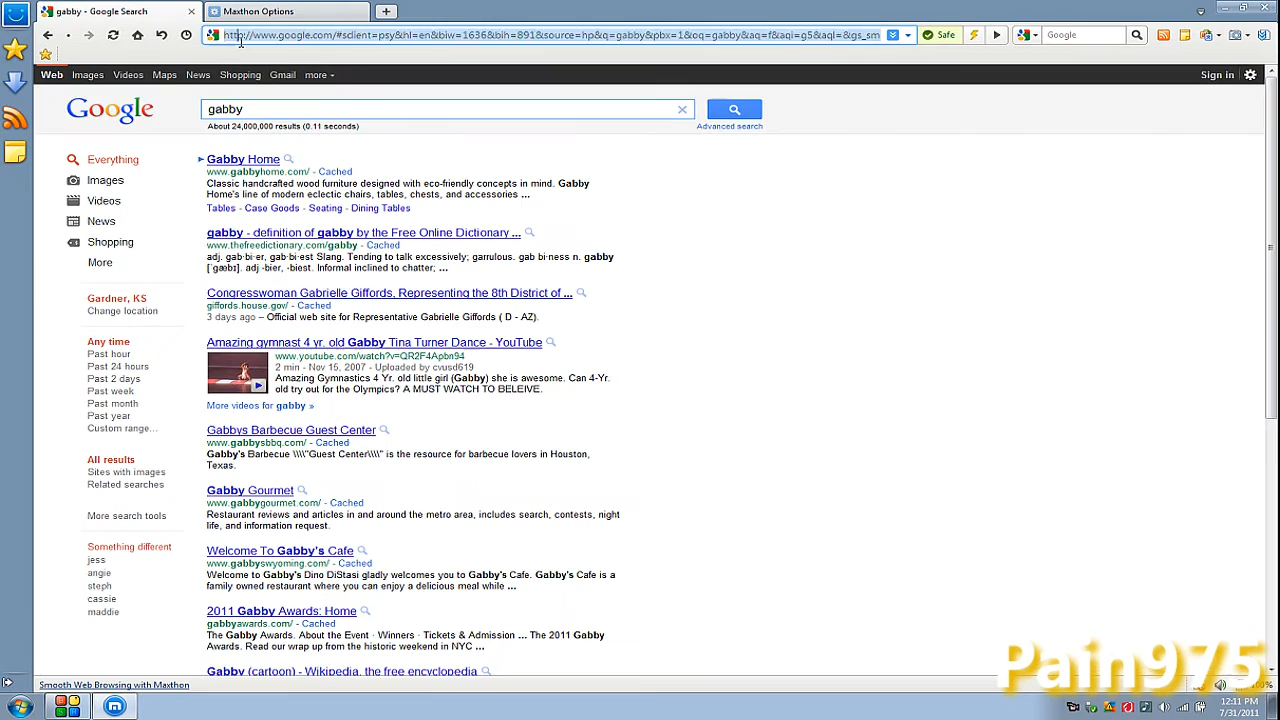 gabby - Google Search
Maxthon Options
http://www.google.com/#sclient=psy&hl=en&biw=1636&bih=891&source=hp&q=gabby&pbx=1&oq=gabby&aq=f&aqi=g5&aql=&gs_sm
Safe
Google
Web Images Videos Maps News Shopping Gmail more
Sign in
Google
gabby
About 24,000,000 results (0.11 seconds)
Advanced search
Everything
Images
Videos
News
Shopping
More
Gardner, KS
Change location
Any time
Past hour
Past 24 hours
Past 2 days
Past week
Past month
Past year
Custom range...
All results
Sites with images
Related searches
More search tools
Something different
jess
angie
steph
cassie
maddie
Gabby Home
www.gabbyhome.com/ - Cached
Classic handcrafted wood furniture designed with eco-friendly concepts in mind. Gabby
Home's line of modern eclectic chairs, tables, chests, and accessories ...
Tables - Case Goods - Seating - Dining Tables
gabby - definition of gabby by the Free Online Dictionary ...
www.thefreedictionary.com/gabby - Cached
adj. gab·bi·er, gab·bi·est Slang. Tending to talk excessively; garrulous. gab bi·ness n. gabby
[ˈgæbɪ]. adj -bier, -biest. Informal inclined to chatter; ...
Congresswoman Gabrielle Giffords, Representing the 8th District of ...
giffords.house.gov/ - Cached
3 days ago – Official web site for Representative Gabrielle Giffords ( D - AZ).
Amazing gymnast 4 yr. old Gabby Tina Turner Dance - YouTube
www.youtube.com/watch?v=QR2F4Apbn94
2 min - Nov 15, 2007 - Uploaded by cvusd619
Amazing Gymnastics 4 Yr. old little girl (Gabby) she is awesome. Can 4-Yr.
old try out for the Olympics? A MUST WATCH TO BELEIVE.
More videos for gabby »
Gabbys Barbecue Guest Center
www.gabbysbbq.com/ - Cached
Gabby's Barbecue \\\\"Guest Center\\\\" is the resource for barbecue lovers in Houston,
Texas.
Gabby Gourmet
www.gabbygourmet.com/ - Cached
Restaurant reviews and articles in and around the metro area, includes search, contests, night
life, and information request.
Welcome To Gabby's Cafe
www.gabbyswyoming.com/ - Cached
Welcome to Gabby's Dino DiStasi gladly welcomes you to Gabby's Cafe. Gabby's Cafe is a
family owned restaurant where you can enjoy a delicious meal while ...
2011 Gabby Awards: Home
gabbyawards.com/ - Cached
The Gabby Awards. About the Event · Winners · Tickets & Admission ... The 2011 Gabby
Awards. Read our wrap up from the historic weekend in NYC ...
Gabby (cartoon) - Wikipedia, the free encyclopedia
Pain975
Smooth Web Browsing with Maxthon
12:11 PM
7/31/2011